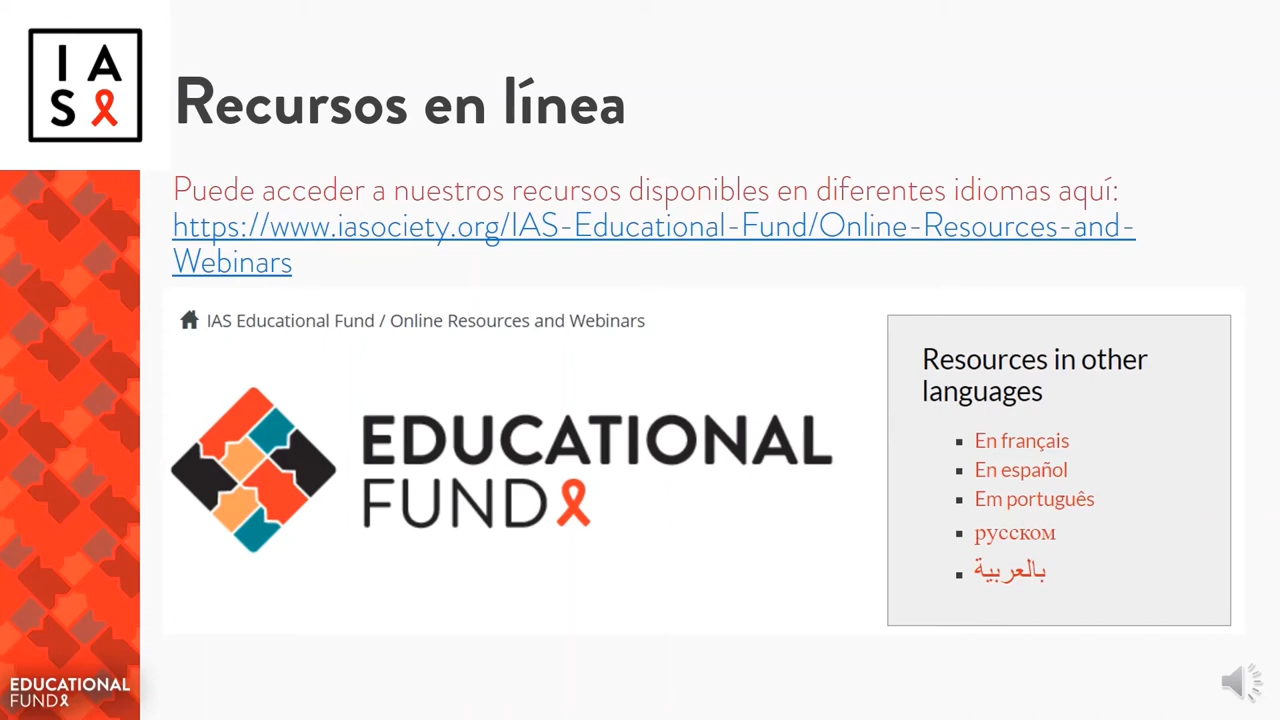 I A
S
Recursos en línea
Puede acceder a nuestros recursos disponibles en diferentes idiomas aquí:
https://www.iasociety.org/IAS-Educational-Fund/Online-Resources-and-
Webinars
IAS Educational Fund / Online Resources and Webinars
EDUCATIONAL
FUND
Resources in other
languages
En français
En español
Em português
русском
بالعربية
EDUCATIONAL
FUND